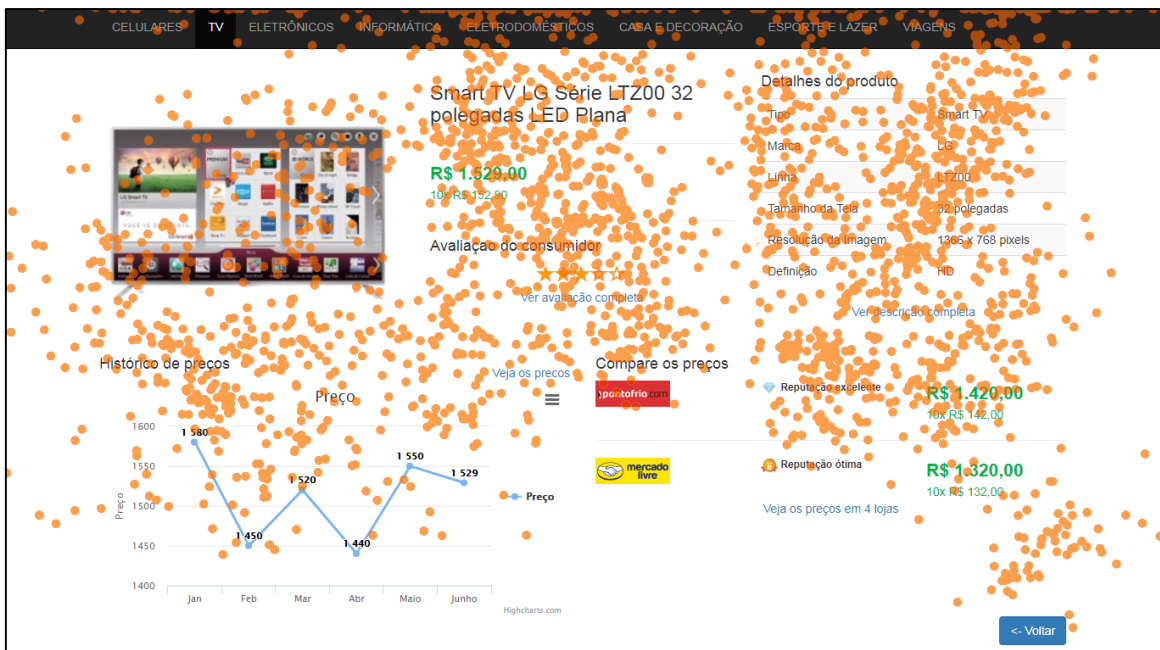 CELULARES TV ELETRÔNICOS INFORMÁTICA ELETRODOMÉSTICOS CASA E DECORAÇÃO ESPORTE E LAZER VIAGENS
Smart TV LG Série LTZ00 32
polegadas LED Plana
R$ 1.529,00
10x R$ 152,90
Avaliaçao do consumidor
Ver avaliação completa
Detalhes do produto
Tipo Smart TV
Marca LG
Linha LTZ00
Tamanho da Tela 32 polegadas
Resolução da Imagem 1366 x 768 pixels
Definição HD
Ver descrição completa
Histórico de preços
Veja os precos
Preço
1600
1550
1500
1450
1400
Preço
1 580
1 450
1 520
1 440
1 550
1 529
Jan Feb Mar Abr Maio Junho
Preço
Highcharts.com
Compare os preços
pontofrio.com
Reputação excelente
R$ 1.420,00
10x R$ 142,00
mercado
livre
Reputação ótima
R$ 1.320,00
10x R$ 132,00
Veja os preços em 4 lojas
<- Voltar